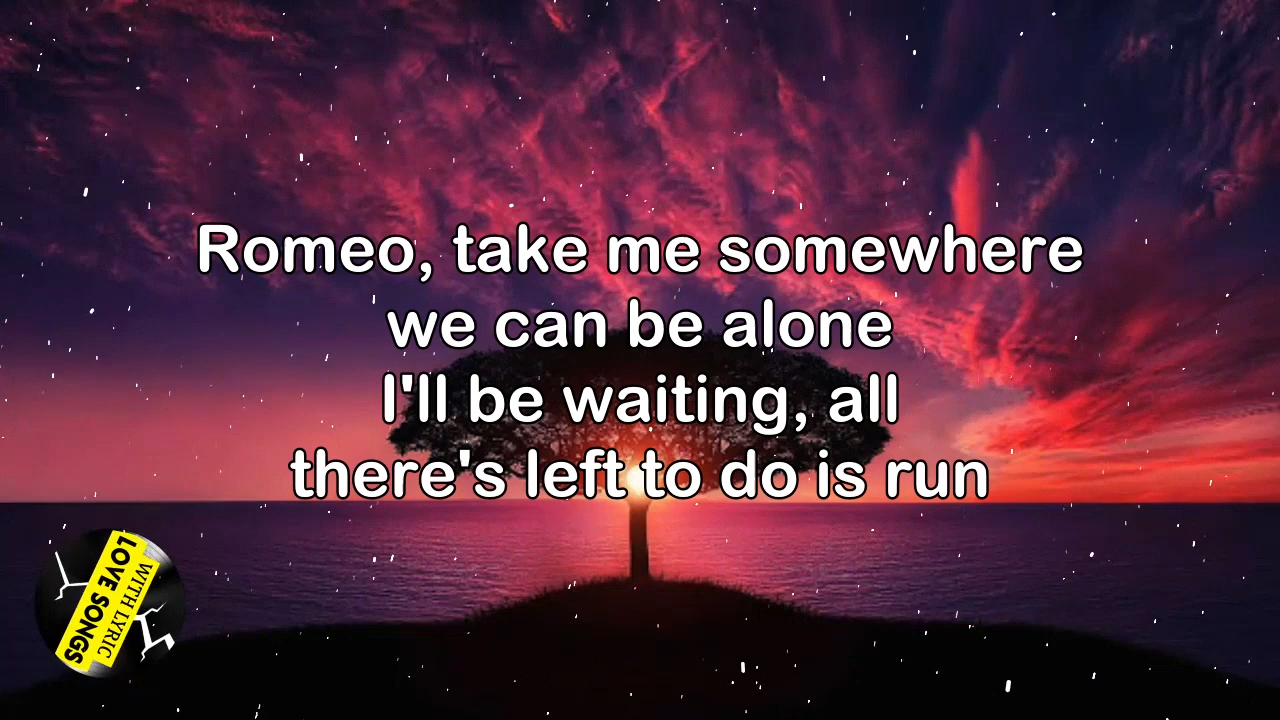 Romeo, take me somewhere
we can be alone
I'll be waiting, all
there's left to do is run
LOVE SONGS
WITH LYRIC